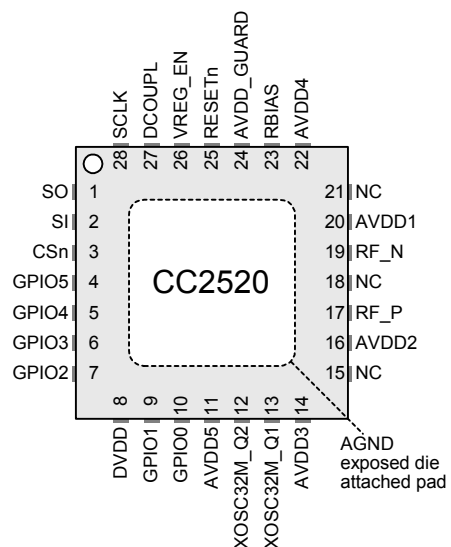 SCLK
DCOUPL
VREG_EN
RESETn
AVDD_GUARD
RBIAS
AVDD4
28
27
26
25
24
23
22
SO 1
SI 2
CSn 3
GPIO5 4
GPIO4 5
GPIO3 6
GPIO2 7
CC2520
21 NC
20 AVDD1
19 RF_N
18 NC
17 RF_P
16 AVDD2
15 NC
8
9
10
11
12
13
14
DVDD
GPIO1
GPIO0
AVDD5
XOSC32M_Q2
XOSC32M_Q1
AVDD3
AGND
exposed die
attached pad